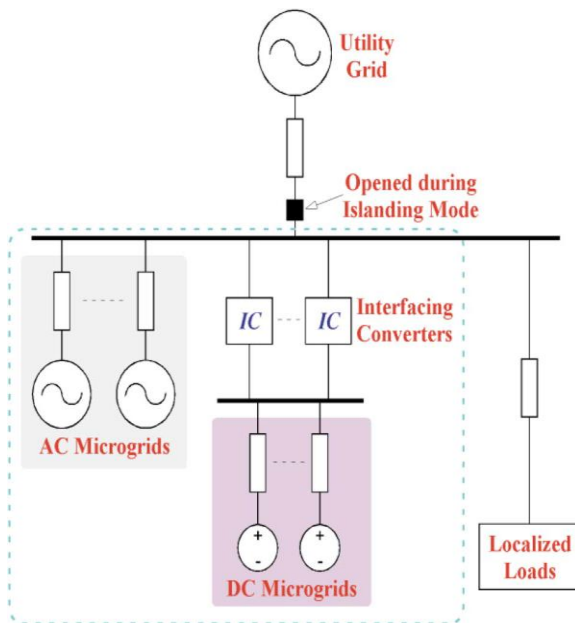 Utility
Grid
Opened during
Islanding Mode
IC
IC
Interfacing
Converters
AC Microgrids
+
-
+
-
DC Microgrids
Localized
Loads